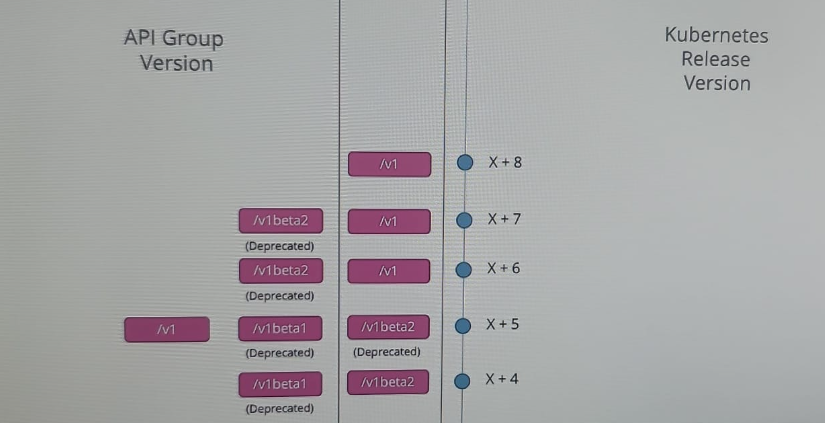 API Group
Version
Kubernetes
Release
Version
/v1
X + 8
/v1beta2
/v1
X + 7
(Deprecated)
/v1beta2
/v1
X + 6
(Deprecated)
/v1
/v1beta1
/v1beta2
X + 5
(Deprecated)
(Deprecated)
/v1beta1
/v1beta2
X + 4
(Deprecated)